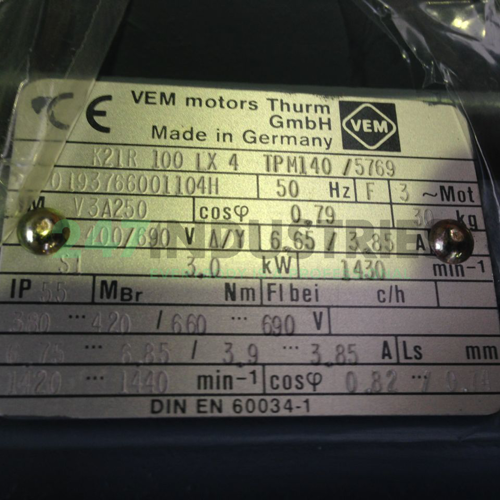 CE VEM motors Thurm
GmbH VEM
Made in Germany
K21R 100 LX 4 TPM140 /5769
0193766001104H 50 Hz F 3 ~Mot
V3A250 cosφ 0.79 30 kg
400/690 V Δ/Y 6.65 / 3.85 A
S1 3.0 kW 1430 min-1
IP 55 MBr Nm Fl bei c/h
380 ... 420 / 660 ... 690 V
6.85 / 3.9 ... 3.85 A Ls mm
1420 ... 1440 min-1 cosφ 0.82 ... /
DIN EN 60034-1